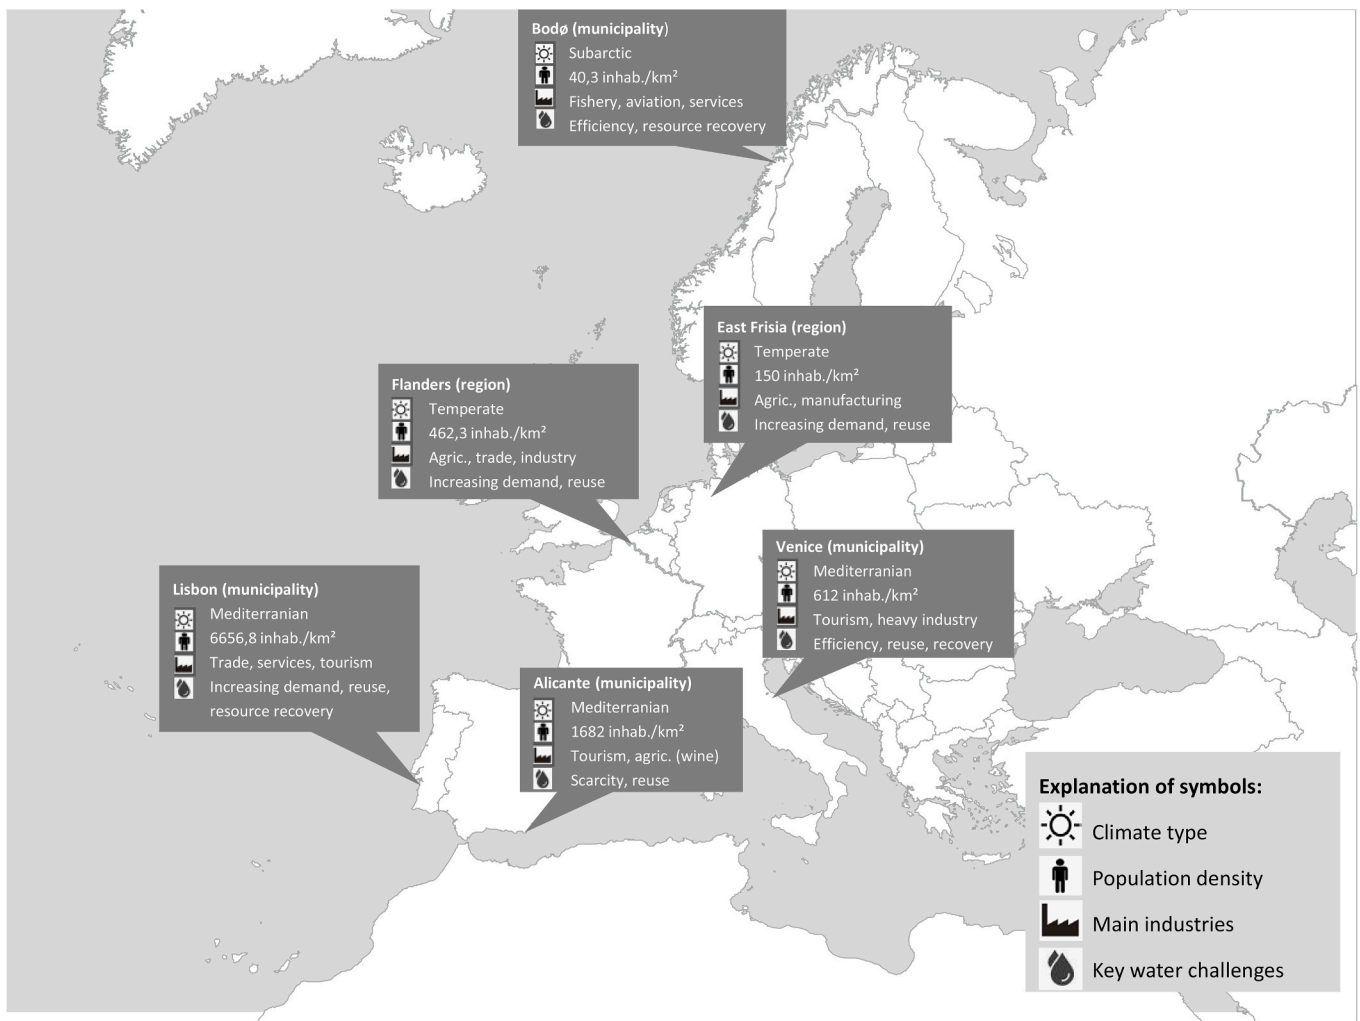 Bodø (municipality)
Subarctic
40,3 inhab./km²
Fishery, aviation, services
Efficiency, resource recovery
East Frisia (region)
Temperate
150 inhab./km²
Agric., manufacturing
Increasing demand, reuse
Flanders (region)
Temperate
462,3 inhab./km²
Agric., trade, industry
Increasing demand, reuse
Venice (municipality)
Mediterranian
612 inhab./km²
Tourism, heavy industry
Efficiency, reuse, recovery
Lisbon (municipality)
Mediterranian
6656,8 inhab./km²
Trade, services, tourism
Increasing demand, reuse,
resource recovery
Alicante (municipality)
Mediterranian
1682 inhab./km²
Tourism, agric. (wine)
Scarcity, reuse
Explanation of symbols:
Climate type
Population density
Main industries
Key water challenges